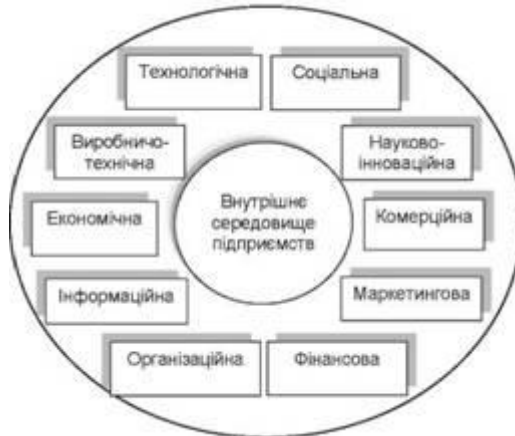 Технологічна
Соціальна
Виробничо-
технічна
Науково-
інноваційна
Внутрішнє
середовище
підприємств
Економічна
Комерційна
Інформаційна
Маркетингова
Організаційна
Фінансова